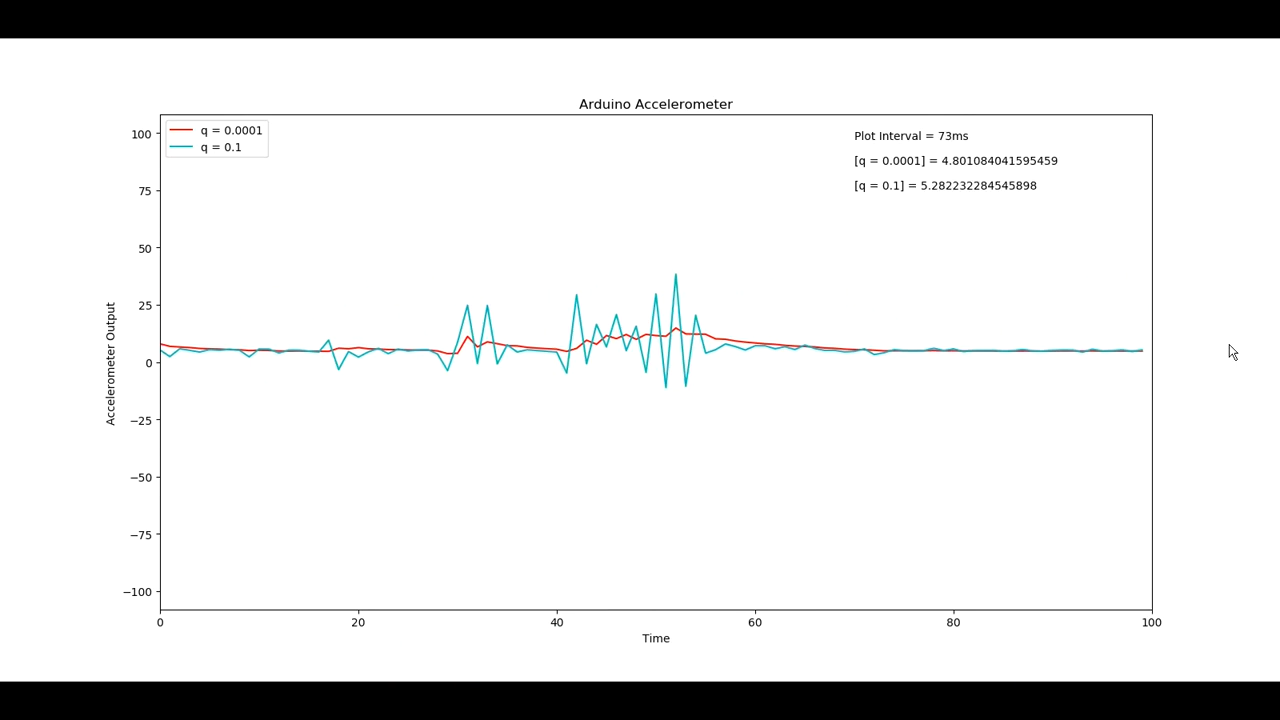 Arduino Accelerometer
q = 0.0001
q = 0.1
Plot Interval = 73ms
[q = 0.0001] = 4.801084041595459
[q = 0.1] = 5.282232284545898
100
75
50
25
0
−25
−50
−75
−100
Accelerometer Output
0 20 40 60 80 100
Time